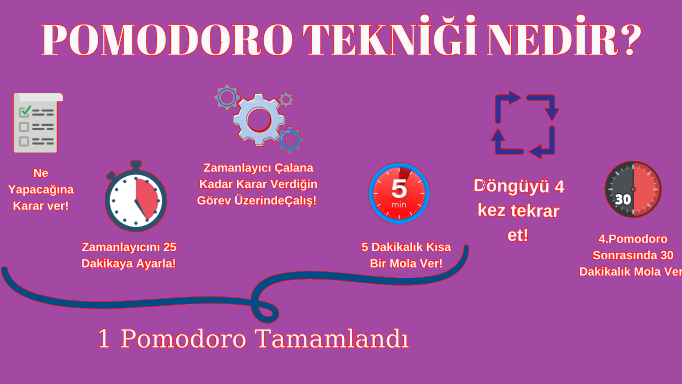 POMODORO TEKNİĞİ NEDİR?
Ne
Yapacağına
Karar ver!
Zamanlayıcını 25
Dakikaya Ayarla!
Zamanlayıcı Çalana
Kadar Karar Verdiğin
Görev ÜzerindeÇalış!
5
min
5 Dakikalık Kısa
Bir Mola Ver!
Döngüyü 4
kez tekrar
et!
30
4.Pomodoro
Sonrasında 30
Dakikalık Mola Ver
1 Pomodoro Tamamlandı